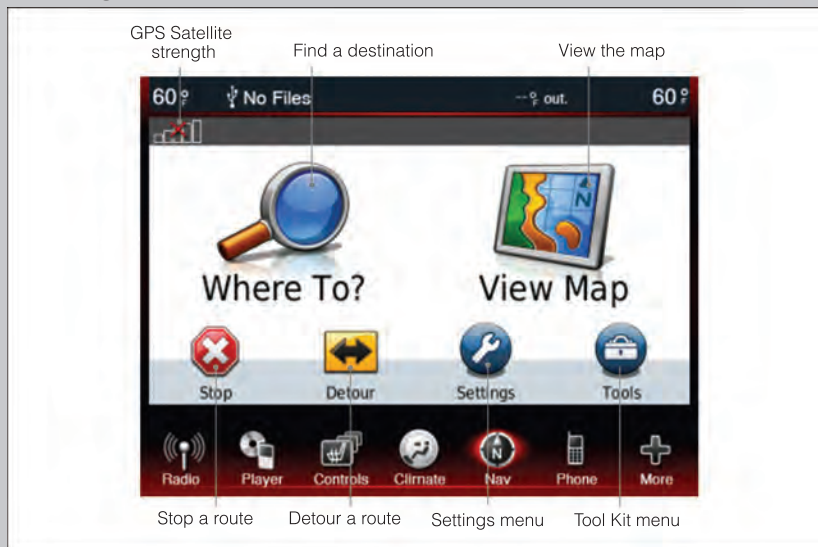 GPS Satellite
strength
Find a destination
View the map
60°F
No Files
--°F out.
60°F
N
Where To?
View Map
Stop
Detour
Settings
Tools
N
Radio
Player
Controls
Climate
Nav
Phone
More
Stop a route
Detour a route
Settings menu
Tool Kit menu